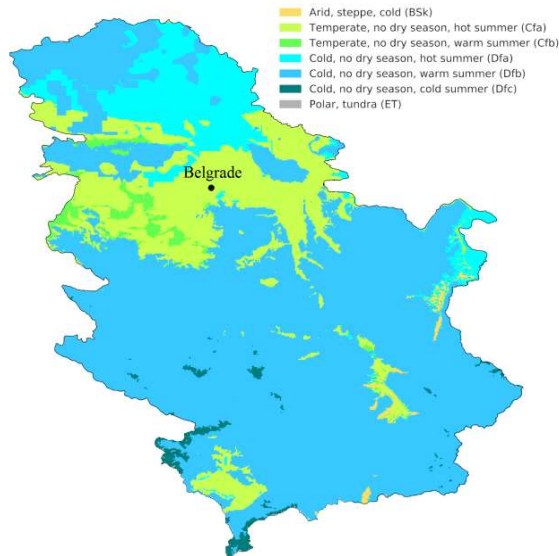 Arid, steppe, cold (BSk)
Temperate, no dry season, hot summer (Cfa)
Temperate, no dry season, warm summer (Cfb)
Cold, no dry season, hot summer (Dfa)
Cold, no dry season, warm summer (Dfb)
Cold, no dry season, cold summer (Dfc)
Polar, tundra (ET)
Belgrade